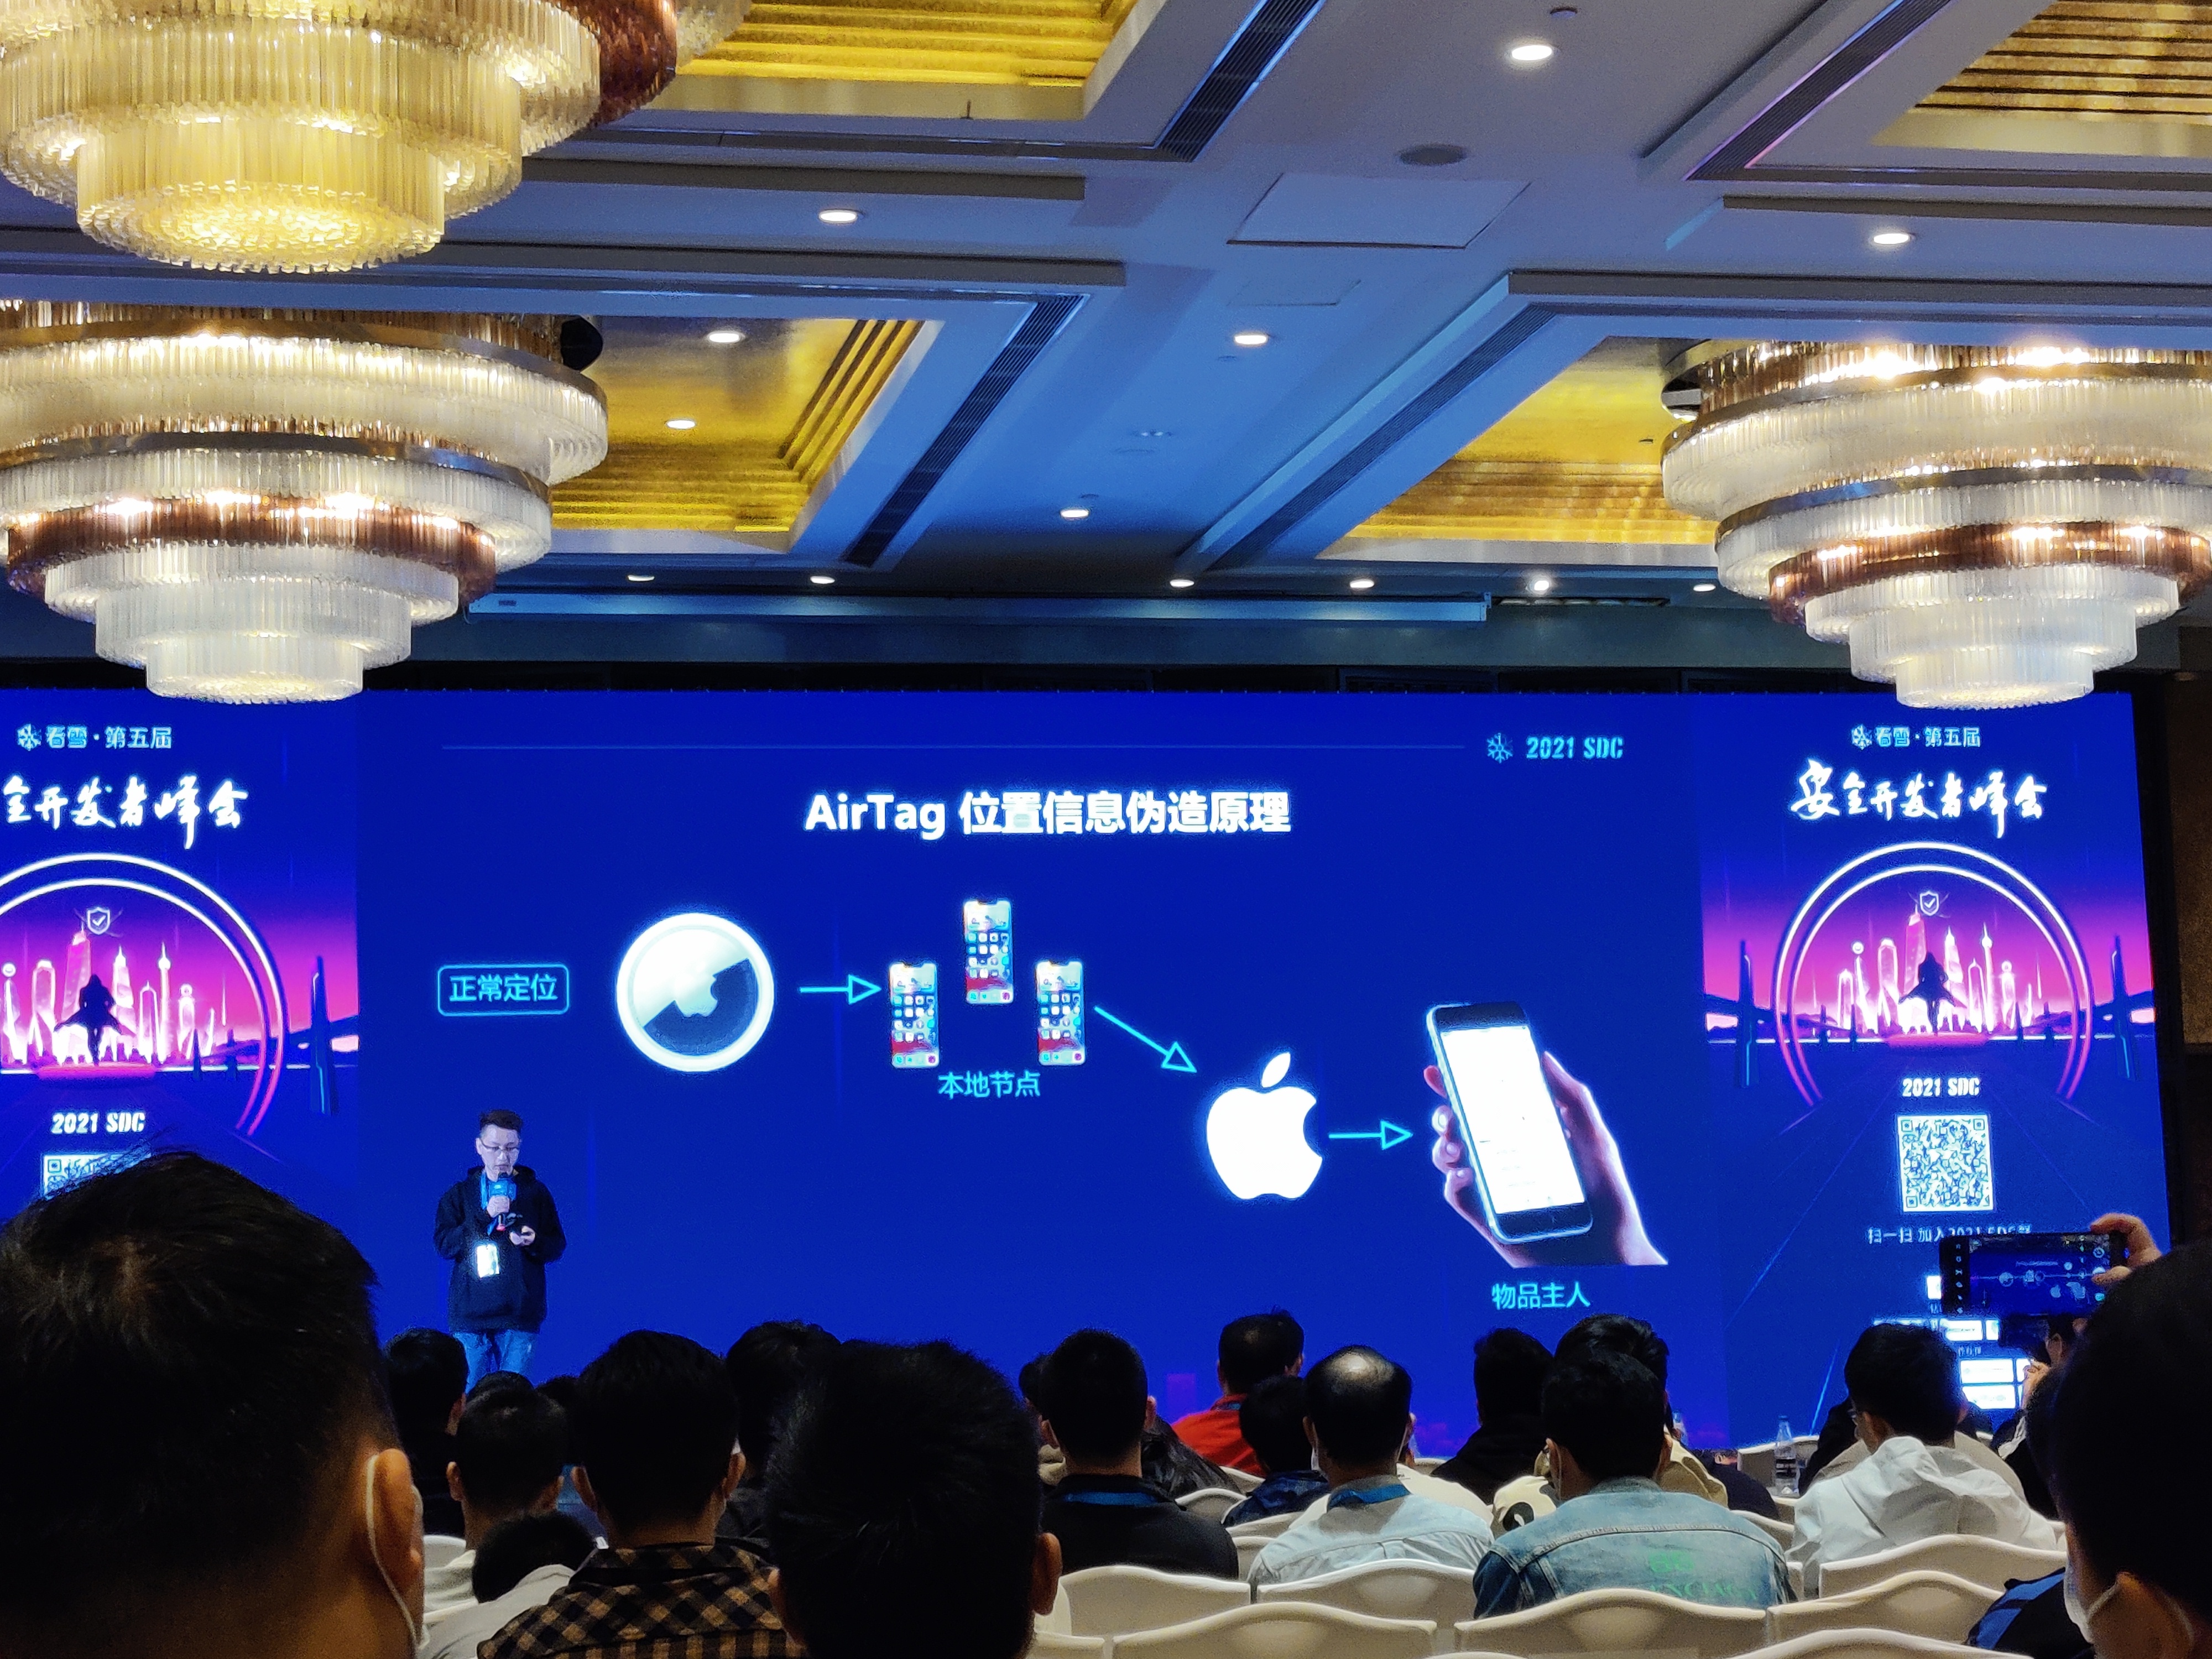 看雪·第五届
全开发者峰会
2021 SDC
2021 SDC
AirTag 位置信息伪造原理
正常定位
本地节点
物品主人
看雪·第五届
安全开发者峰会
2021 SDC
扫一扫 加入2021 SDC群